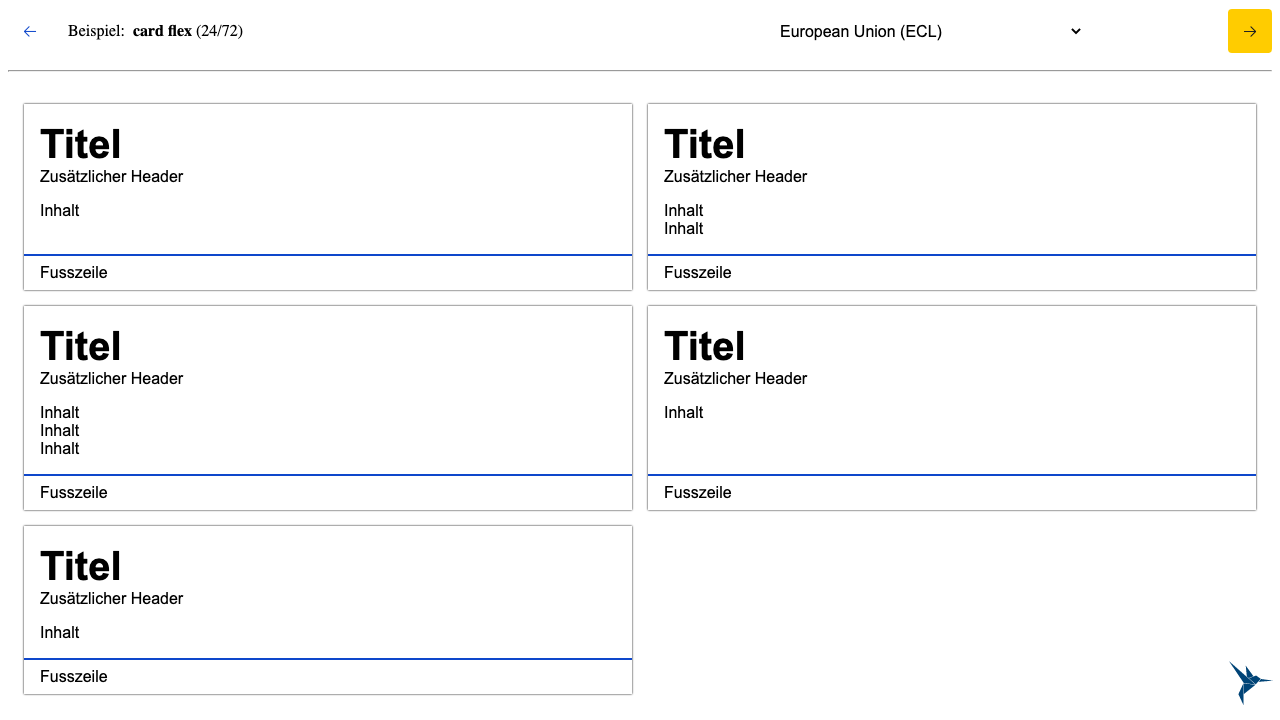 Beispiel: card flex (24/72)
European Union (ECL)
Titel
Zusätzlicher Header
Inhalt
Fusszeile
Titel
Zusätzlicher Header
Inhalt
Inhalt
Fusszeile
Titel
Zusätzlicher Header
Inhalt
Inhalt
Inhalt
Fusszeile
Titel
Zusätzlicher Header
Inhalt
Fusszeile
Titel
Zusätzlicher Header
Inhalt
Fusszeile